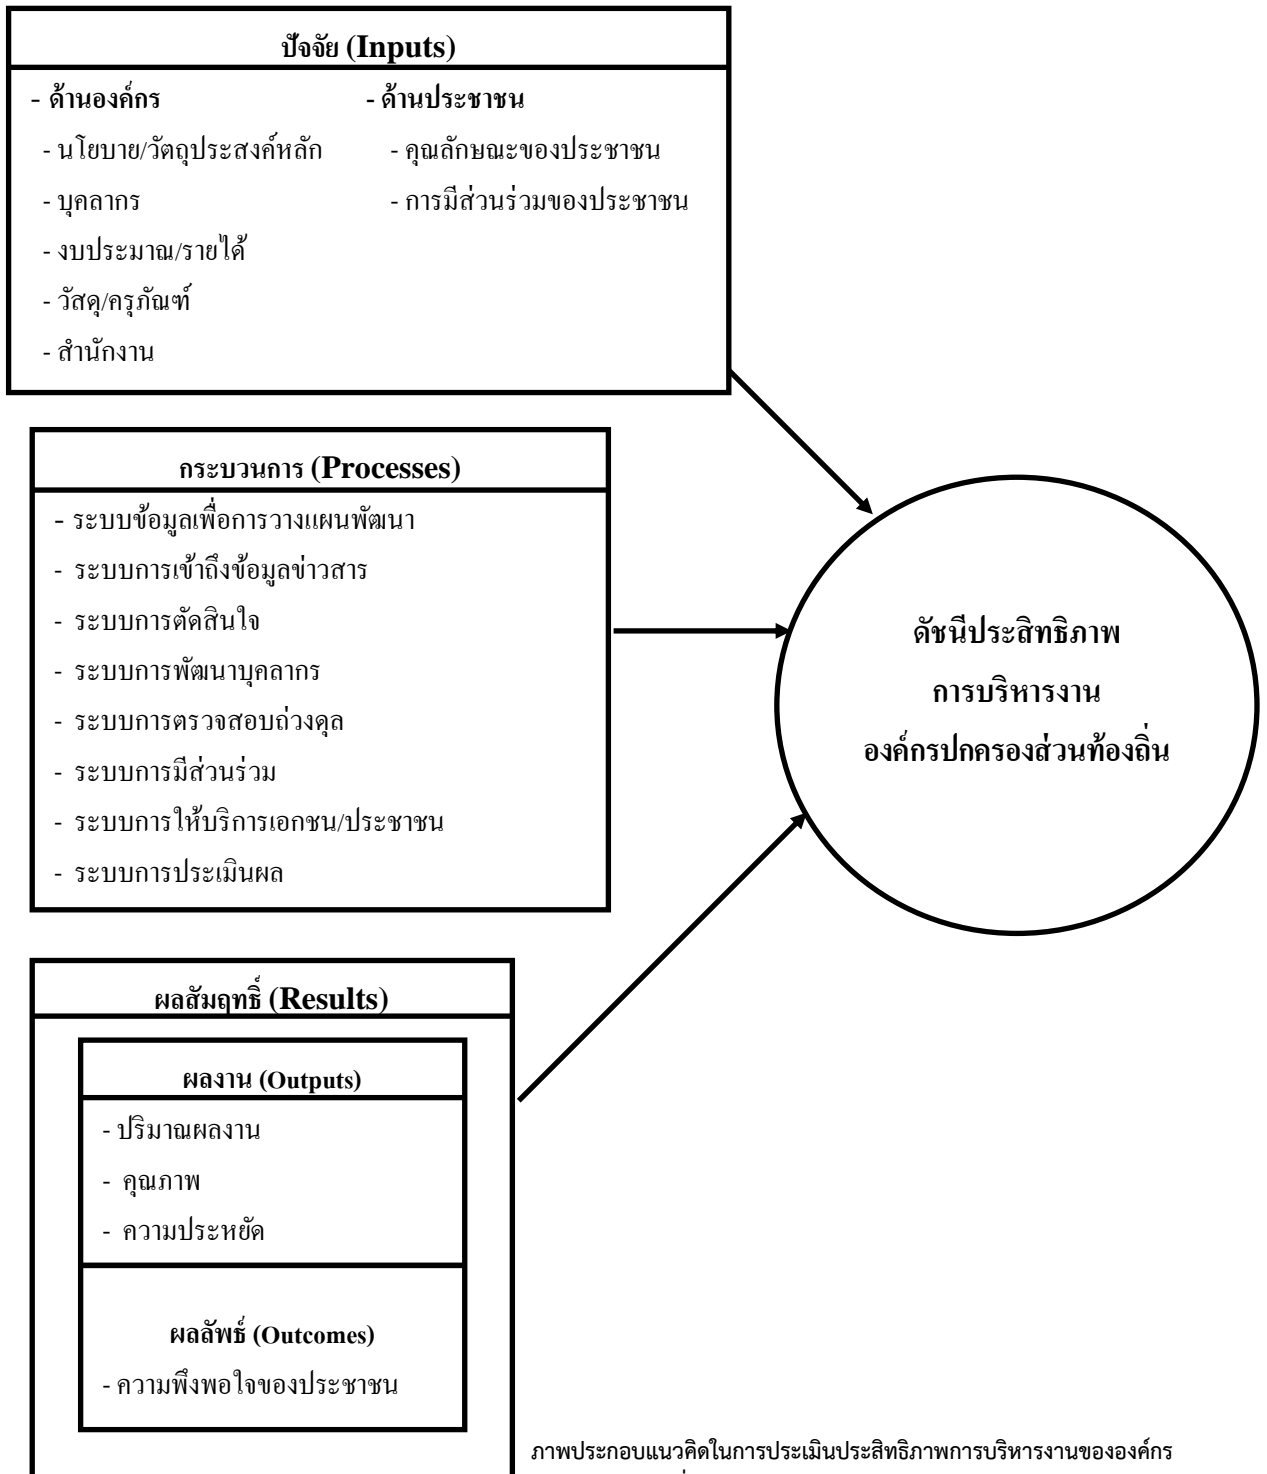 ปัจจัย (Inputs)
- ด้านองค์กร
- นโยบาย/วัตถุประสงค์หลัก
- บุคลากร
- งบประมาณ/รายได้
- วัสดุ/ครุภัณฑ์
- สำนักงาน
- ด้านประชาชน
- คุณลักษณะของประชาชน
- การมีส่วนร่วมของประชาชน
กระบวนการ (Processes)
- ระบบข้อมูลเพื่อการวางแผนพัฒนา
- ระบบการเข้าถึงข้อมูลข่าวสาร
- ระบบการตัดสินใจ
- ระบบการพัฒนาบุคลากร
- ระบบการตรวจสอบถ่วงดุล
- ระบบการมีส่วนร่วม
- ระบบการให้บริการเอกชน/ประชาชน
- ระบบการประเมินผล
ดัชนีประสิทธิภาพ
การบริหารงาน
องค์กรปกครองส่วนท้องถิ่น
ผลสัมฤทธิ์ (Results)
ผลงาน (Outputs)
- ปริมาณผลงาน
- คุณภาพ
- ความประหยัด
ผลลัพธ์ (Outcomes)
- ความพึงพอใจของประชาชน
ภาพประกอบแนวคิดในการประเมินประสิทธิภาพการบริหารงานขององค์กร